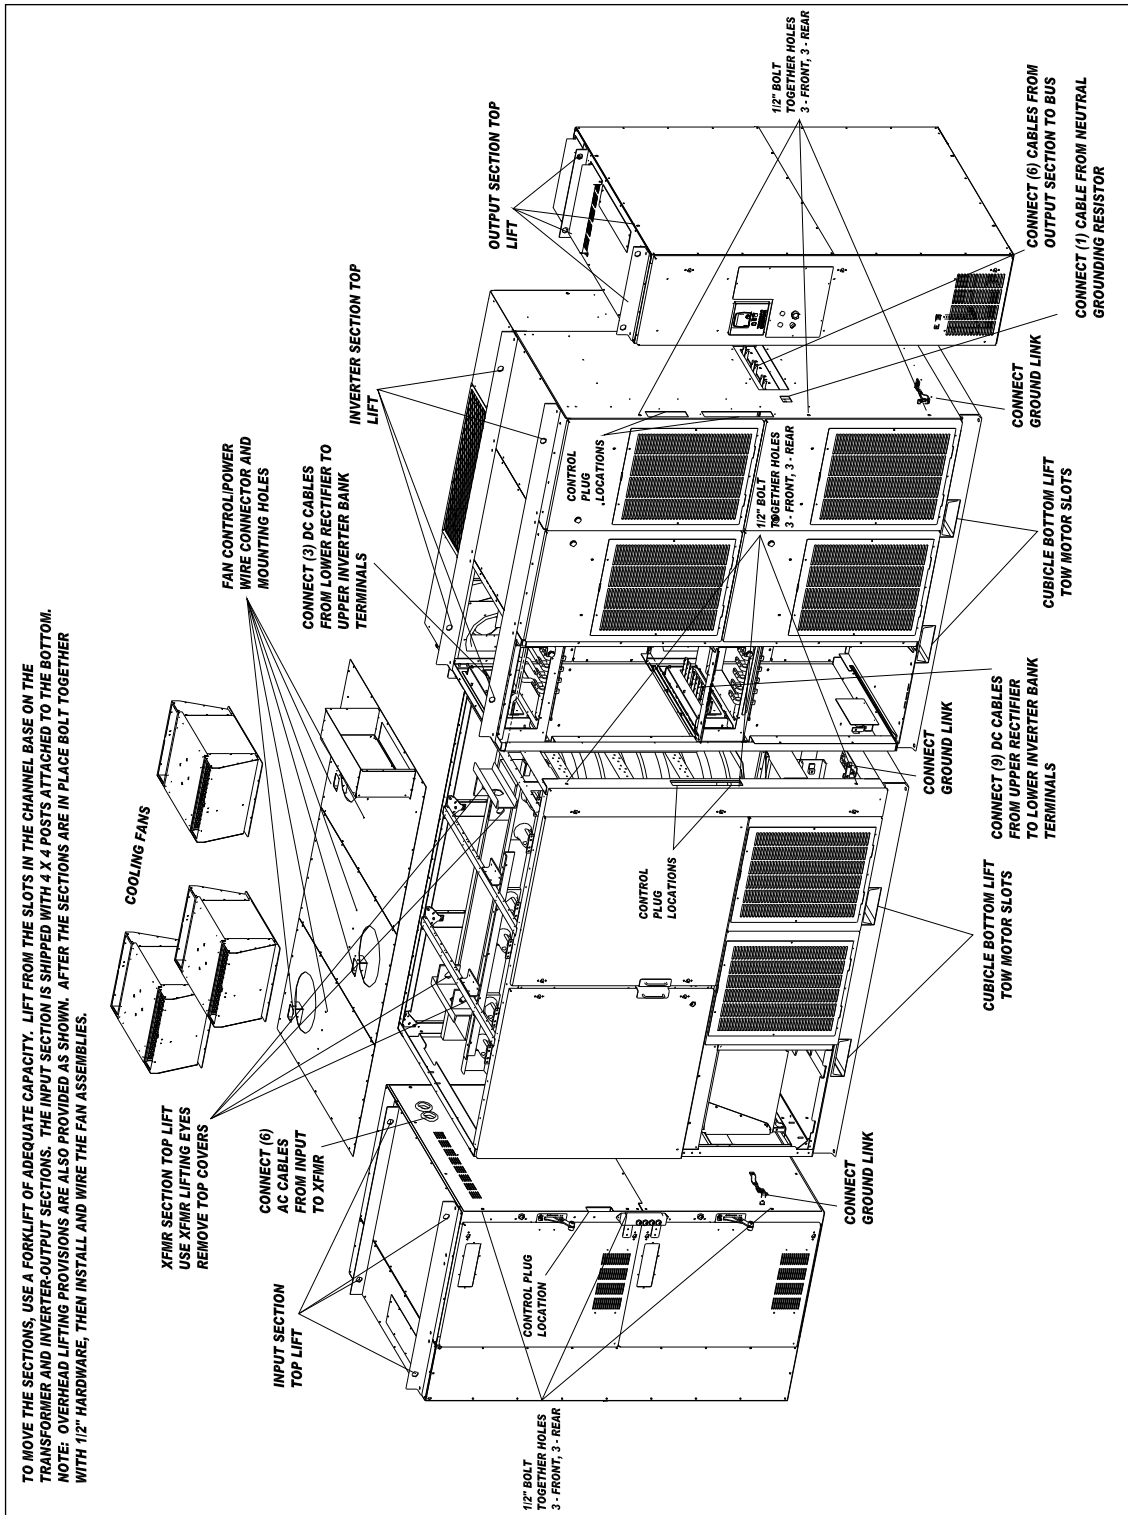 TO MOVE THE SECTIONS, USE A FORKLIFT OF ADEQUATE CAPACITY.  LIFT FROM THE SLOTS IN THE CHANNEL BASE ON THE
TRANSFORMER AND INVERTER-OUTPUT SECTIONS.  THE INPUT SECTION IS SHIPPED WITH 4 X 4 POSTS ATTACHED TO THE BOTTOM.
NOTE:  OVERHEAD LIFTING PROVISIONS ARE ALSO PROVIDED AS SHOWN.  AFTER THE SECTIONS ARE IN PLACE BOLT TOGETHER
WITH 1/2" HARDWARE, THEN INSTALL AND WIRE THE FAN ASSEMBLIES.
COOLXNG FANS
XFMR SECTION TOP LIFT
USE XFMR LIFTING EYES
REMOVE TOP COVERS
FAN CONTROL/POWER
WIRE CONNECTOR AND
MOUNTING HOLES
CONNECT (6)
AC CABLES
FROM INPUT
TO XFMR
INPUT SECTION
TOP LIFT
CONNECT (3) DC CABLES
FROM LOWER RECTIFIER TO
UPPER INVERTER BANK
TERMINALS
INVERTER SECTION TOP
LIFT
OUTPUT SECTION TOP
LIFT
1/2" BOLT
TOGETHER HOLES
3 - FRONT, 3 - REAR
CONTROL PLUG
LOCATION
1/2" BOLT
TOGETHER HOLES
3 - FRONT, 3 - REAR
CONTROL
PLUG
LOCATIONS
CONTROL
PLUG
LOCATIONS
1/2" BOLT
TOGETHER HOLES
3 - FRONT, 3 - REAR
CONNECT
GROUND LINK
CUBICLE BOTTOM LIFT
TOW MOTOR SLOTS
CONNECT
GROUND LINK
CONNECT (9) DC CABLES
FROM UPPER RECTIFIER
TO LOWER INVERTER BANK
TERMINALS
CUBICLE BOTTOM LIFT
TOW MOTOR SLOTS
CONNECT
GROUND LINK
CONNECT (6) CABLES FROM
OUTPUT SECTION TO BUS
CONNECT (1) CABLE FROM NEUTRAL
GROUNDING RESISTOR